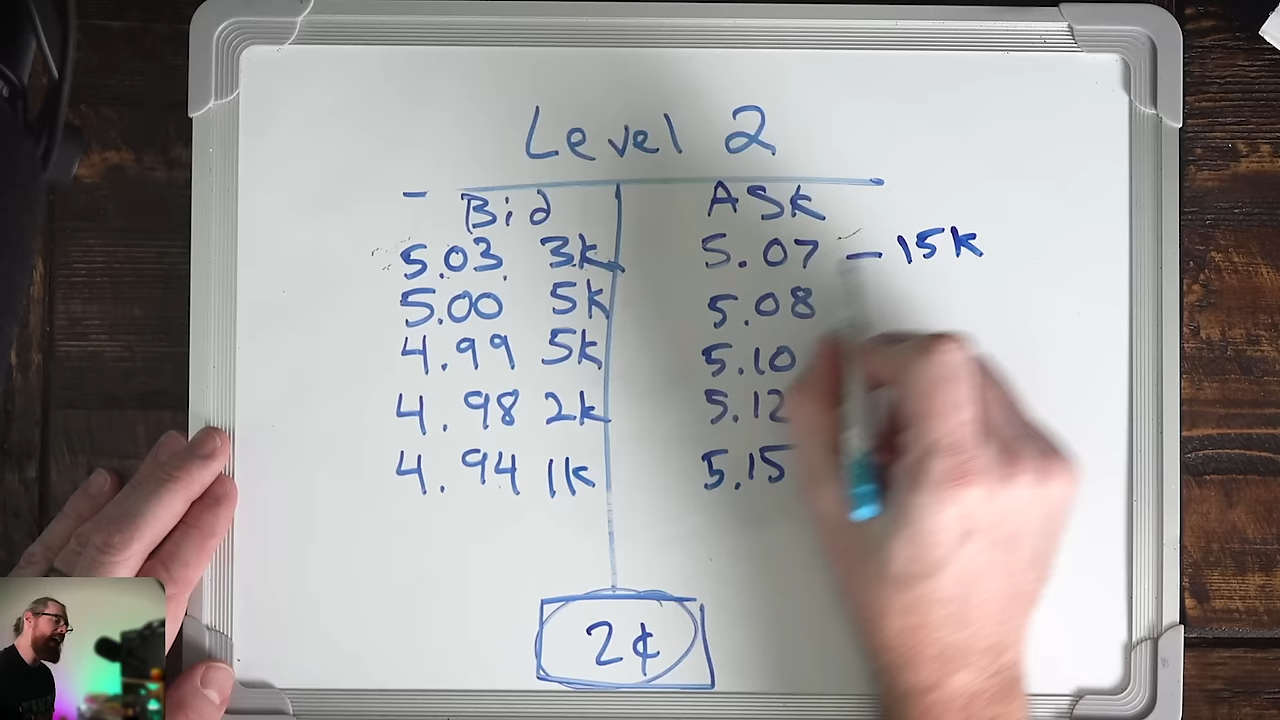 Level 2
Bid Ask
5.03 3k 5.07 - 15k
5.00 5k 5.08
4.99 5k 5.10
4.98 2k 5.12
4.94 1k 5.15
2¢